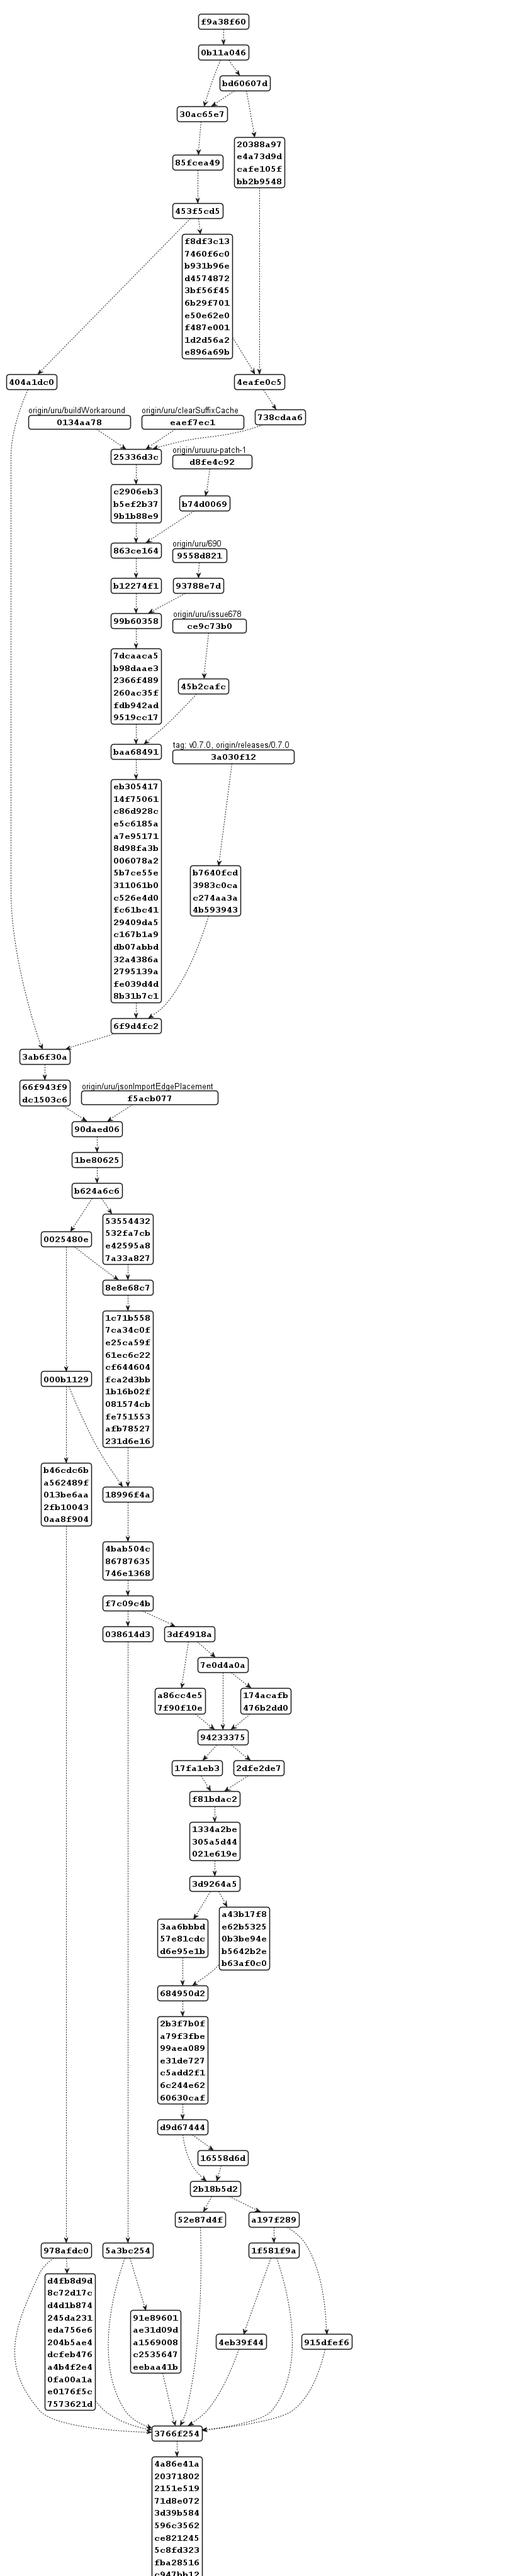 f9a38f60
0b11a046
bd60607d
30ac65e7
20388a97
e4a73d9d
cafe105f
bb2b9548
85fcea49
453f5cd5
f8df3c13
7460f6c0
b931b96e
d4574872
3bf56f45
6b29f701
e50e62e0
f487e001
1d2d56a2
e896a69b
404a1dc0
4eafe0c5
738cdaa6
origin/uru/buildWorkaround
0134aa78
origin/uru/clearSuffixCache
eaef7ec1
25336d3c
origin/uruuru-patch-1
d8fe4c92
c2906eb3
b5ef2b37
9b1b88e9
b74d0069
863ce164
origin/uru/690
9558d821
b12274f1
93788e7d
99b60358
origin/uru/issue678
ce9c73b0
7dcaaca5
b98daae3
2366f489
260ac35f
fdb942ad
9519cc17
45b2cafc
baa68491
tag: v0.7.0, origin/releases/0.7.0
3a030f12
eb305417
14f75061
c86d928c
e5c6185a
a7e95171
8d98fa3b
006078a2
5b7ce55e
311061b0
c526e4d0
fc61bc41
29409da5
c167b1a9
db07abbd
32a4386a
2795139a
fe039d4d
8b31b7c1
b7640fcd
3983c0ca
c274aa3a
4b593943
6f9d4fc2
3ab6f30a
66f943f9
dc1503c6
origin/uru/jsonImportEdgePlacement
f5acb077
90daed06
1be80625
b624a6c6
0025480e
53554432
532fa7cb
e42595a8
7a33a827
8e8e68c7
1c71b558
7ca34c0f
e25ca59f
61ec6c22
cf644604
fca2d3bb
1b16b02f
081574cb
fe751553
afb78527
231d6e16
000b1129
b46cdc6b
a562489f
013be6aa
2fb10043
0aa8f904
18996f4a
4bab504c
86787635
746e1368
f7c09c4b
038614d3
3df4918a
7e0d4a0a
a86cc4e5
7f90f10e
174acafb
476b2dd0
94233375
17fa1eb3
2dfe2de7
f81bdac2
1334a2be
305a5d44
021e619e
3d9264a5
3aa6bbbd
57e81cdc
d6e95e1b
a43b17f8
e62b5325
0b3be94e
b5642b2e
b63af0c0
684950d2
2b3f7b0f
a79f3fbe
99aea089
e31de727
c5add2f1
6c244e62
60630caf
d9d67444
16558d6d
2b18b5d2
52e87d4f
a197f289
978afdc0
5a3bc254
1f581f9a
d4fb8d9d
8c72d17c
d4d1b874
245da231
eda756e6
204b5ae4
dcfeb476
a4b4f2e4
0fa00a1a
e0176f5c
7573621d
91e89601
ae31d09d
a1569008
c2535647
eebaa41b
4eb39f44
915dfef6
3766f254
4a86e41a
20371802
2151e519
71d8e072
3d39b584
596c3562
ce821245
5c8fd323
fba28516
c947bb12